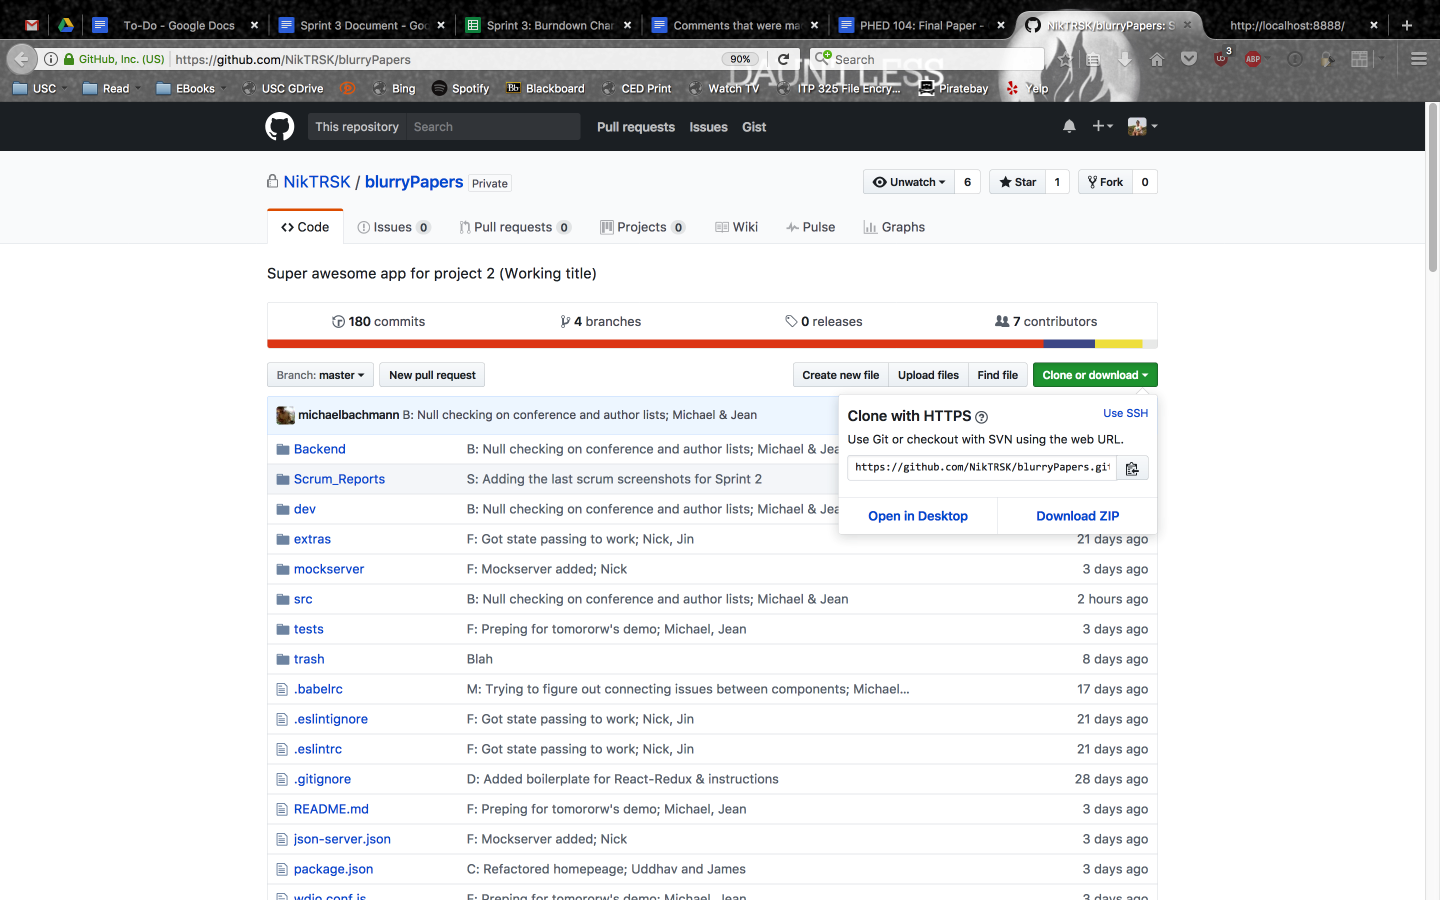 To-Do - Google Docs
Sprint 3 Document - Goo
Sprint 3: Burndown Char
Comments that were ma
PHED 104: Final Paper -
NikTRSK/blurryPapers: S
http://localhost:8888/
GitHub, Inc. (US) https://github.com/NikTRSK/blurryPapers 90% Search 3 ABP
DAUNTLESS
USC Read EBooks USC GDrive Bing Spotify Bb Blackboard CED Print Watch TV ITP 325 File Encry... Piratebay Yelp
This repository Search Pull requests Issues Gist
NikTRSK / blurryPapers Private Unwatch 6 Star 1 Fork 0
Code Issues 0 Pull requests 0 Projects 0 Wiki Pulse Graphs
Super awesome app for project 2 (Working title)
180 commits 4 branches 0 releases 7 contributors
Branch: master New pull request Create new file Upload files Find file Clone or download
michaelbachmann B: Null checking on conference and author lists; Michael & Jean
Clone with HTTPS Use SSH
Use Git or checkout with SVN using the web URL.
https://github.com/NikTRSK/blurryPapers.git
Open in Desktop Download ZIP
Backend B: Null checking on conference and author lists; Michael & Jea
Scrum_Reports S: Adding the last scrum screenshots for Sprint 2
dev B: Null checking on conference and author lists; Michael & Jea
extras F: Got state passing to work; Nick, Jin 21 days ago
mockserver F: Mockserver added; Nick 3 days ago
src B: Null checking on conference and author lists; Michael & Jean 2 hours ago
tests F: Preping for tomororw's demo; Michael, Jean 3 days ago
trash Blah 8 days ago
.babelrc M: Trying to figure out connecting issues between components; Michael... 17 days ago
.eslintignore F: Got state passing to work; Nick, Jin 21 days ago
.eslintrc F: Got state passing to work; Nick, Jin 21 days ago
.gitignore D: Added boilerplate for React-Redux & instructions 28 days ago
README.md F: Preping for tomororw's demo; Michael, Jean 3 days ago
json-server.json F: Mockserver added; Nick 3 days ago
package.json C: Refactored homepeage; Uddhav and James 3 days ago
wdio.conf.js F: Preping for tomororw's demo; Michael, Jean 3 days ago